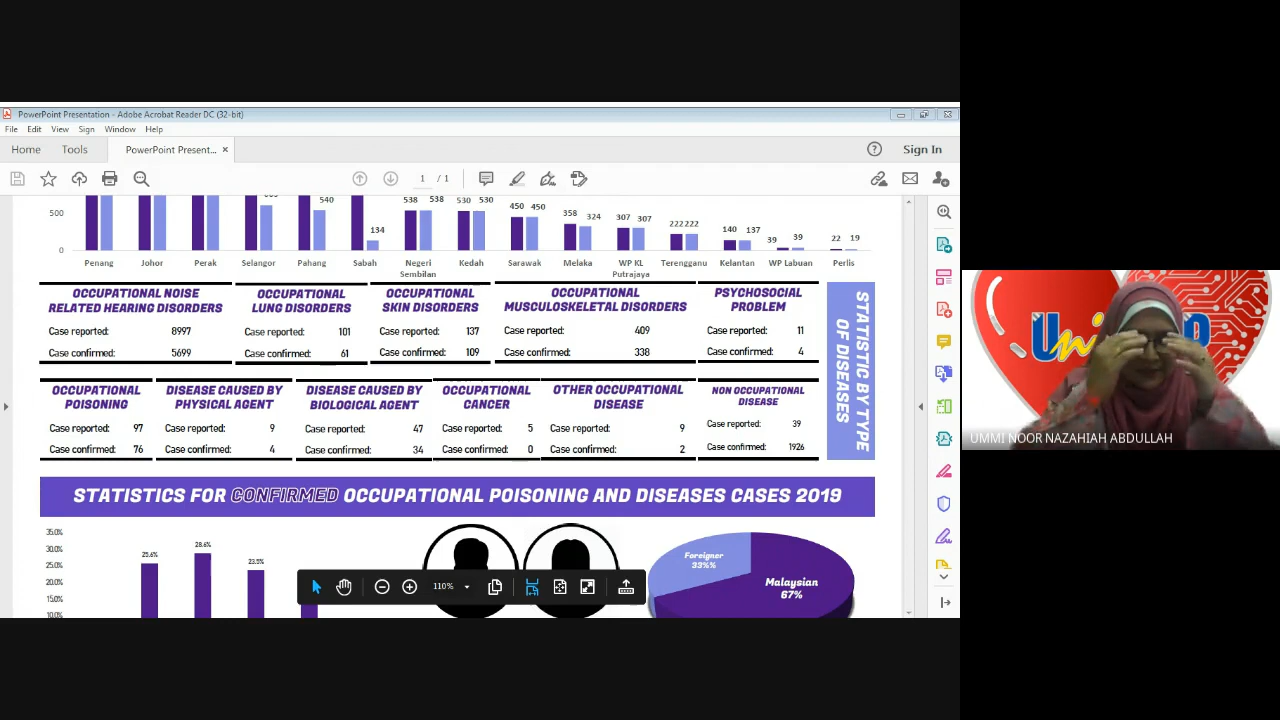 PowerPoint Presentation - Adobe Acrobat Reader DC (32-bit)
File Edit View Sign Window Help
Home Tools PowerPoint Present... × Sign In
1 / 1
540
538 538 530 530
500
450 450
358 324
307 307
134
222 222
140 137
39 39
22 19
0
Penang Johor Perak Selangor Pahang Sabah Negeri Sembilan Kedah Sarawak Melaka WP KL Putrajaya Terengganu Kelantan WP Labuan Perlis
OCCUPATIONAL NOISE
RELATED HEARING DISORDERS
Case reported: 8997
Case confirmed: 5699
OCCUPATIONAL
LUNG DISORDERS
Case reported: 101
Case confirmed: 61
OCCUPATIONAL
SKIN DISORDERS
Case reported: 137
Case confirmed: 109
OCCUPATIONAL
MUSCULOSKELETAL DISORDERS
Case reported: 409
Case confirmed: 338
PSYCHOSOCIAL
PROBLEM
Case reported: 11
Case confirmed: 4
STATISTIC BY TYPE
OF DISEASES
OCCUPATIONAL
POISONING
Case reported: 97
Case confirmed: 76
DISEASE CAUSED BY
PHYSICAL AGENT
Case reported: 9
Case confirmed: 4
DISEASE CAUSED BY
BIOLOGICAL AGENT
Case reported: 47
Case confirmed: 34
OCCUPATIONAL
CANCER
Case reported: 5
Case confirmed: 0
OTHER OCCUPATIONAL
DISEASE
Case reported: 9
Case confirmed: 2
NON OCCUPATIONAL
DISEASE
Case reported: 39
Case confirmed: 1926
STATISTICS FOR CONFIRMED OCCUPATIONAL POISONING AND DISEASES CASES 2019
35.0%
30.0%
25.0%
20.0%
15.0%
10.0%
25.6%
28.6%
23.5%
Foreigner
33%%
Malaysian
67%
110%
UMMI NOOR NAZAHIAH ABDULLAH